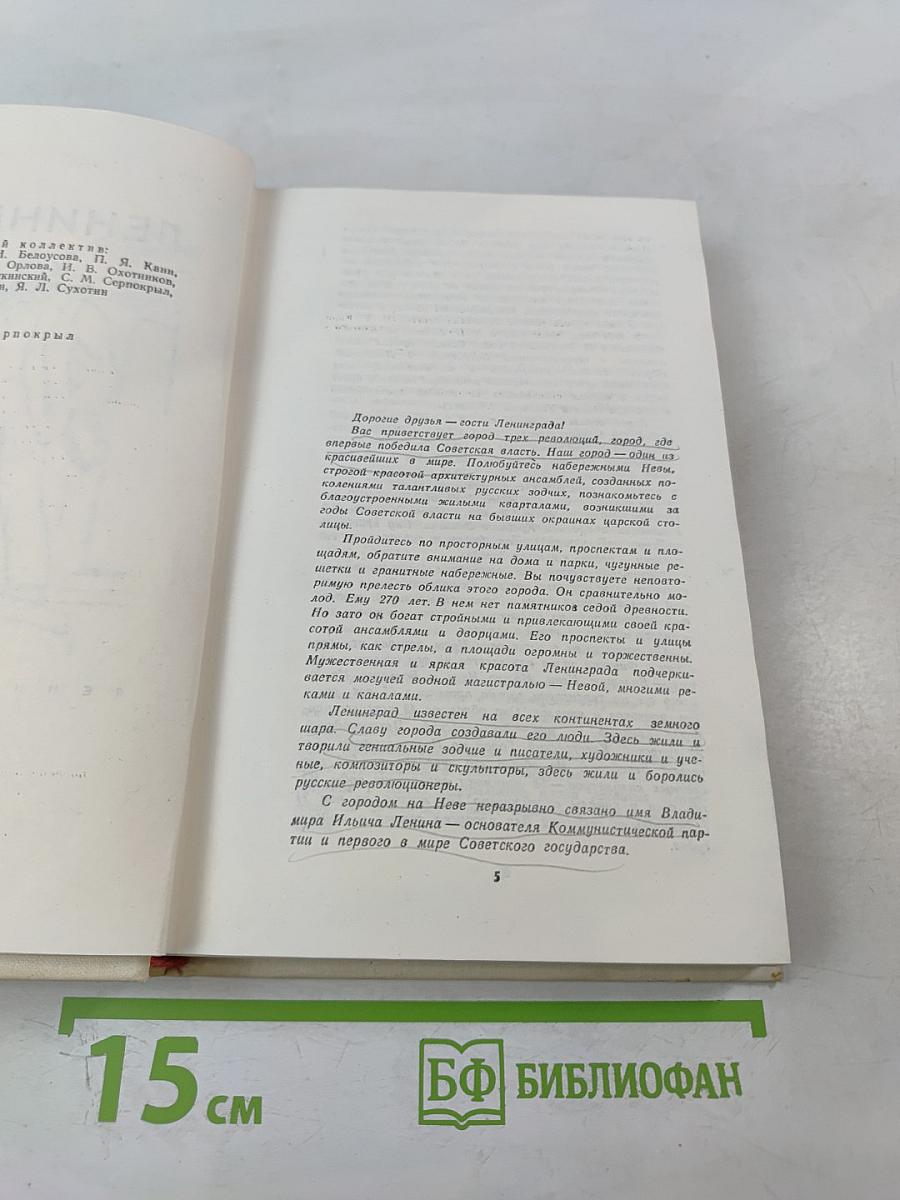 ЛЕНИН
й коллектив:
Белоусова, П. Я. Канн,
Орлова, И. В. Охотников,
кинский, С. М. Серпокрыл,
Я. Л. Сухотин
рпокрыл
Дорогие друзья — гости Ленинграда!
Вас приветствует город трех революций, город, где
впервые победила Советская власть. Наш город — один из
красивейших в мире. Полюбуйтесь набережными Невы,
строгой красотой архитектурных ансамблей, созданных по-
колениями талантливых русских зодчих, познакомьтесь с
благоустроенными жилыми кварталами, возникшими за
годы Советской власти на бывших окраинах царской сто-
лицы.
Пройдитесь по просторным улицам, проспектам и пло-
щадям, обратите внимание на дома и парки, чугунные ре-
шетки и гранитные набережные. Вы почувствуете неповто-
римую прелесть облика этого города. Он сравнительно мо-
лод. Ему 270 лет. В нем нет памятников седой древности.
Но зато он богат стройными и привлекающими своей кра-
сотой ансамблями и дворцами. Его проспекты и улицы
прямы, как стрелы, а площади огромны и торжественны.
Мужественная и яркая красота Ленинграда подчерки-
вается могучей водной магистралью — Невой, многими ре-
ками и каналами.
Ленинград известен на всех континентах земного
шара. Славу города создавали его люди. Здесь жили и
творили гениальные зодчие и писатели, художники и уче-
ные, композиторы и скульпторы, здесь жили и боролись
русские революционеры.
С городом на Неве неразрывно связано имя Влади-
мира Ильича Ленина — основателя Коммунистической пар-
тии и первого в мире Советского государства.
5
15 см
БФ БИБЛИОФАН